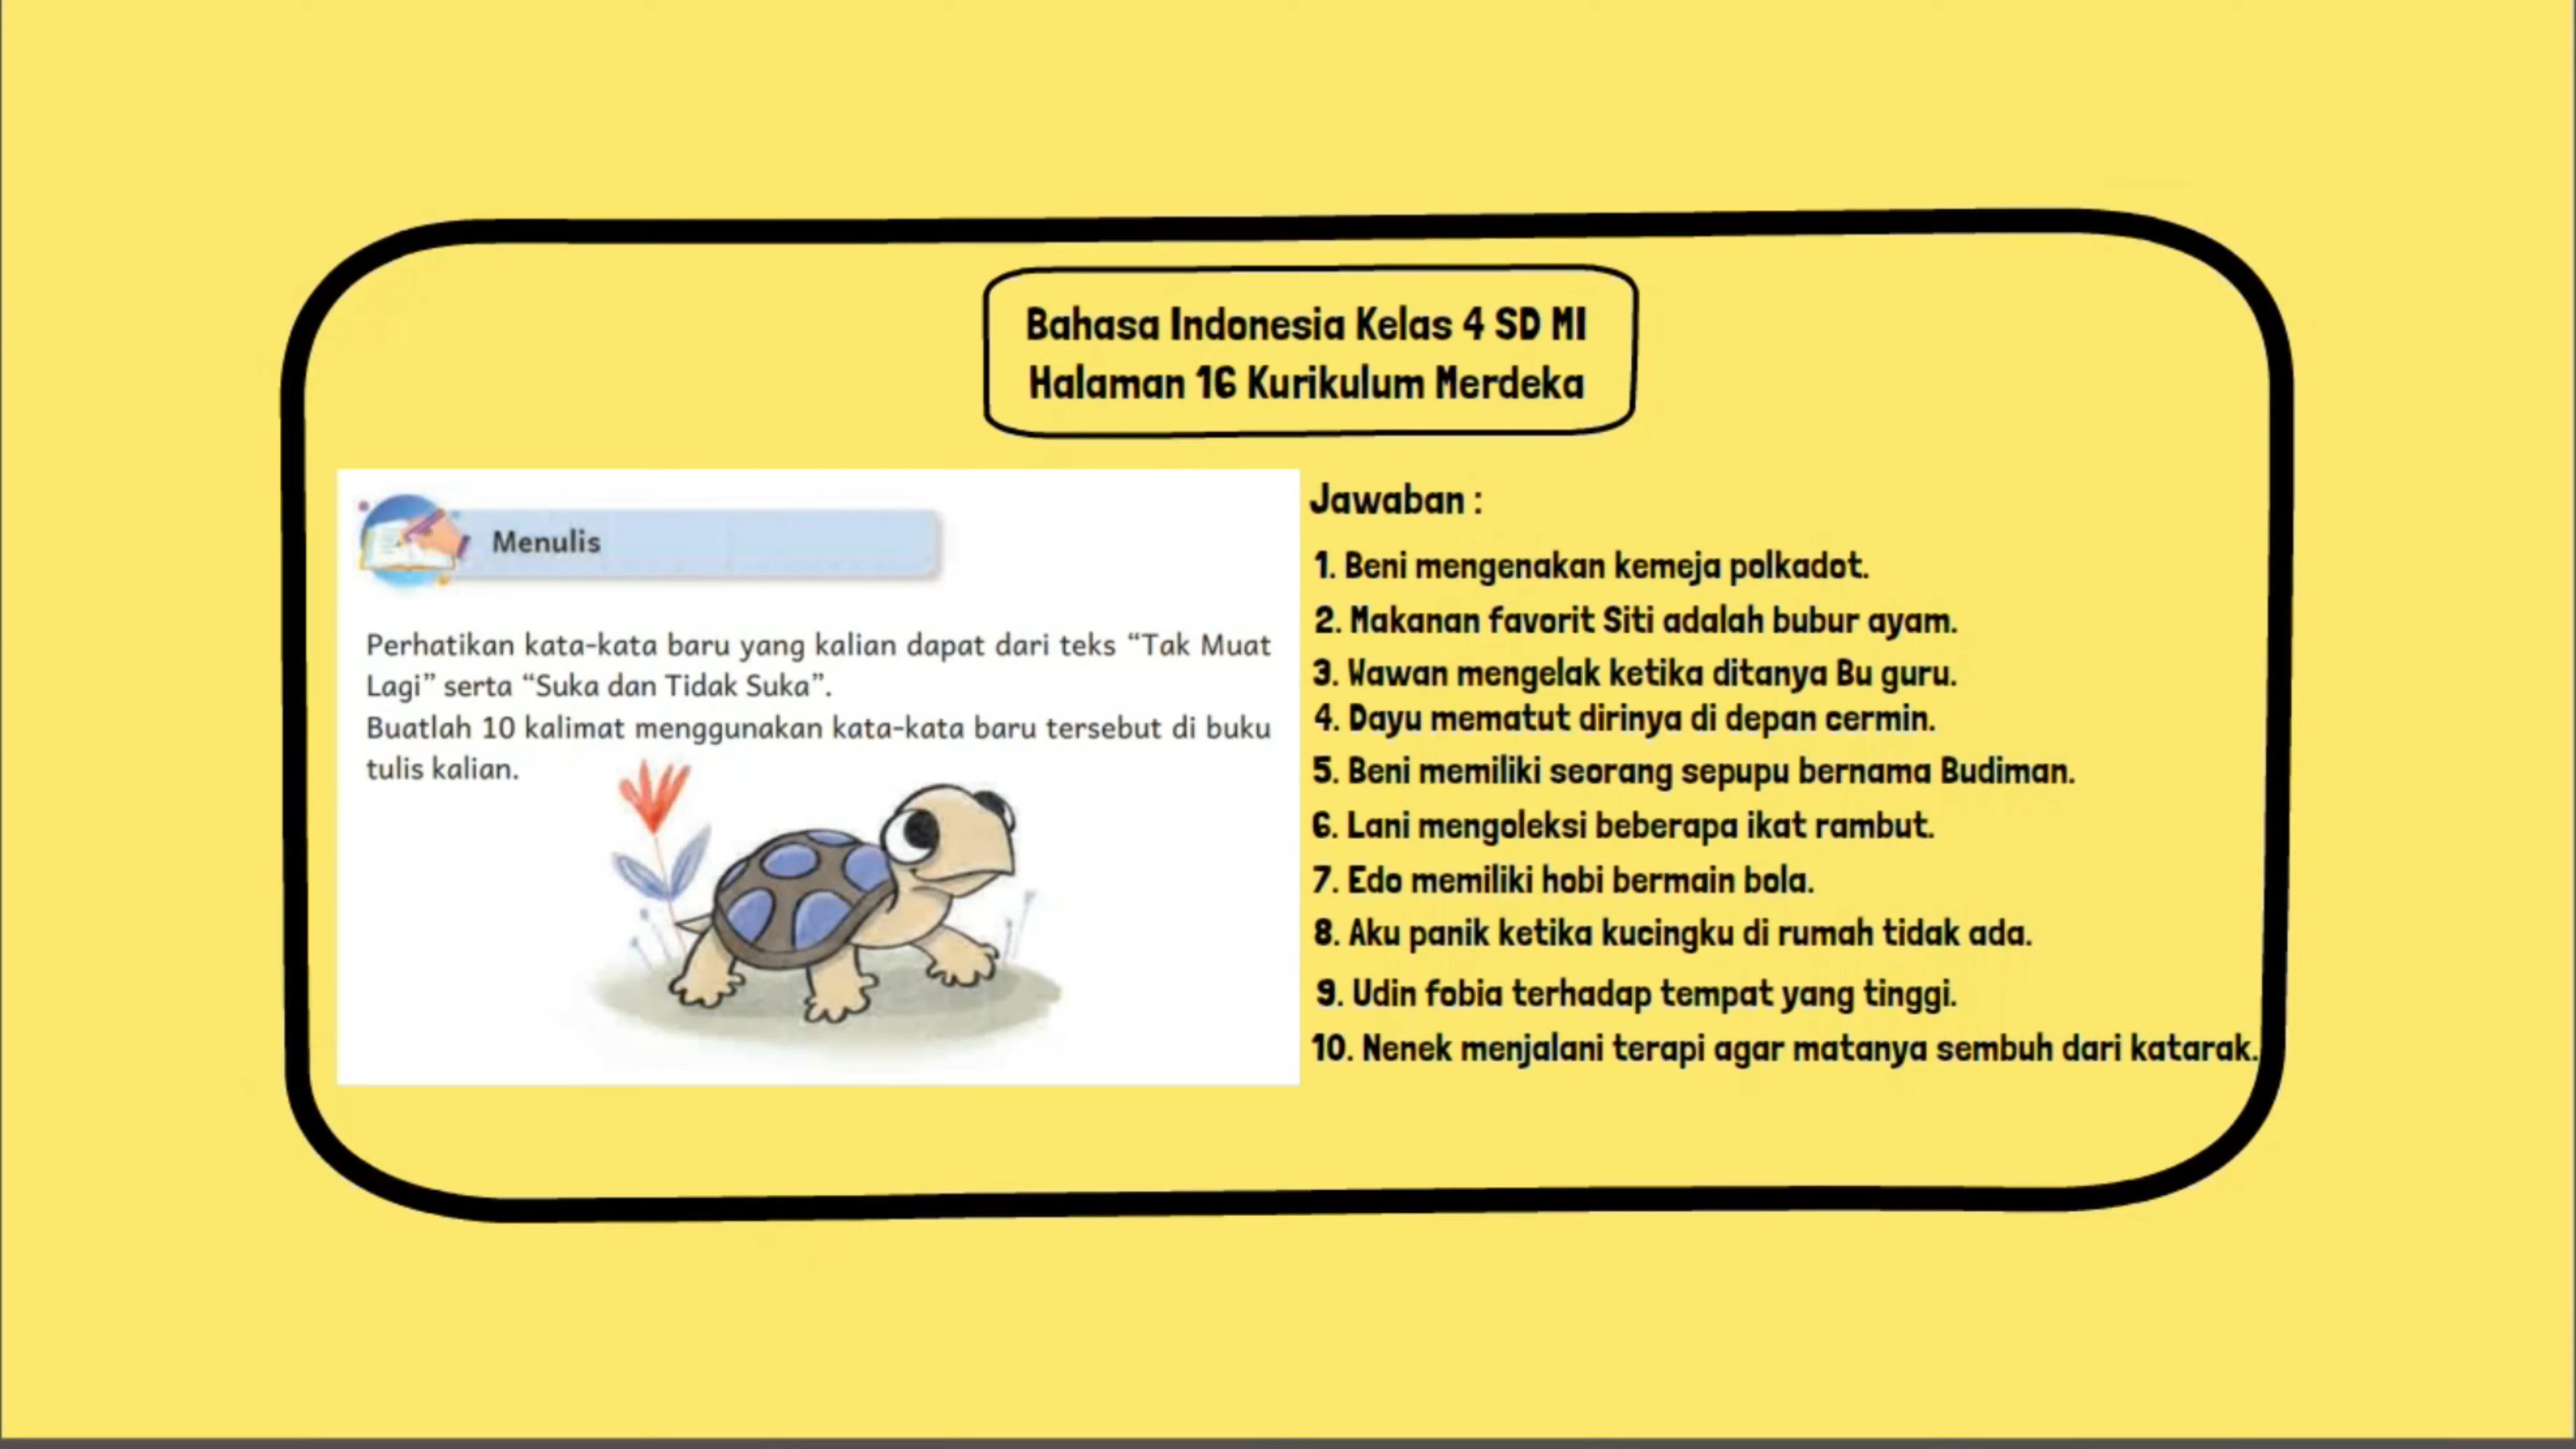 Bahasa Indonesia Kelas 4 SD MI
Halaman 16 Kurikulum Merdeka
Menulis
Perhatikan kata-kata baru yang kalian dapat dari teks “Tak Muat
Lagi” serta “Suka dan Tidak Suka”.
Buatlah 10 kalimat menggunakan kata-kata baru tersebut di buku
tulis kalian.
Jawaban :
1. Beni mengenakan kemeja polkadot.
2. Makanan favorit Siti adalah bubur ayam.
3. Wawan mengelak ketika ditanya Bu guru.
4. Dayu mematut dirinya di depan cermin.
5. Beni memiliki seorang sepupu bernama Budiman.
6. Lani mengoleksi beberapa ikat rambut.
7. Edo memiliki hobi bermain bola.
8. Aku panik ketika kucingku di rumah tidak ada.
9. Udin fobia terhadap tempat yang tinggi.
10. Nenek menjalani terapi agar matanya sembuh dari katarak.